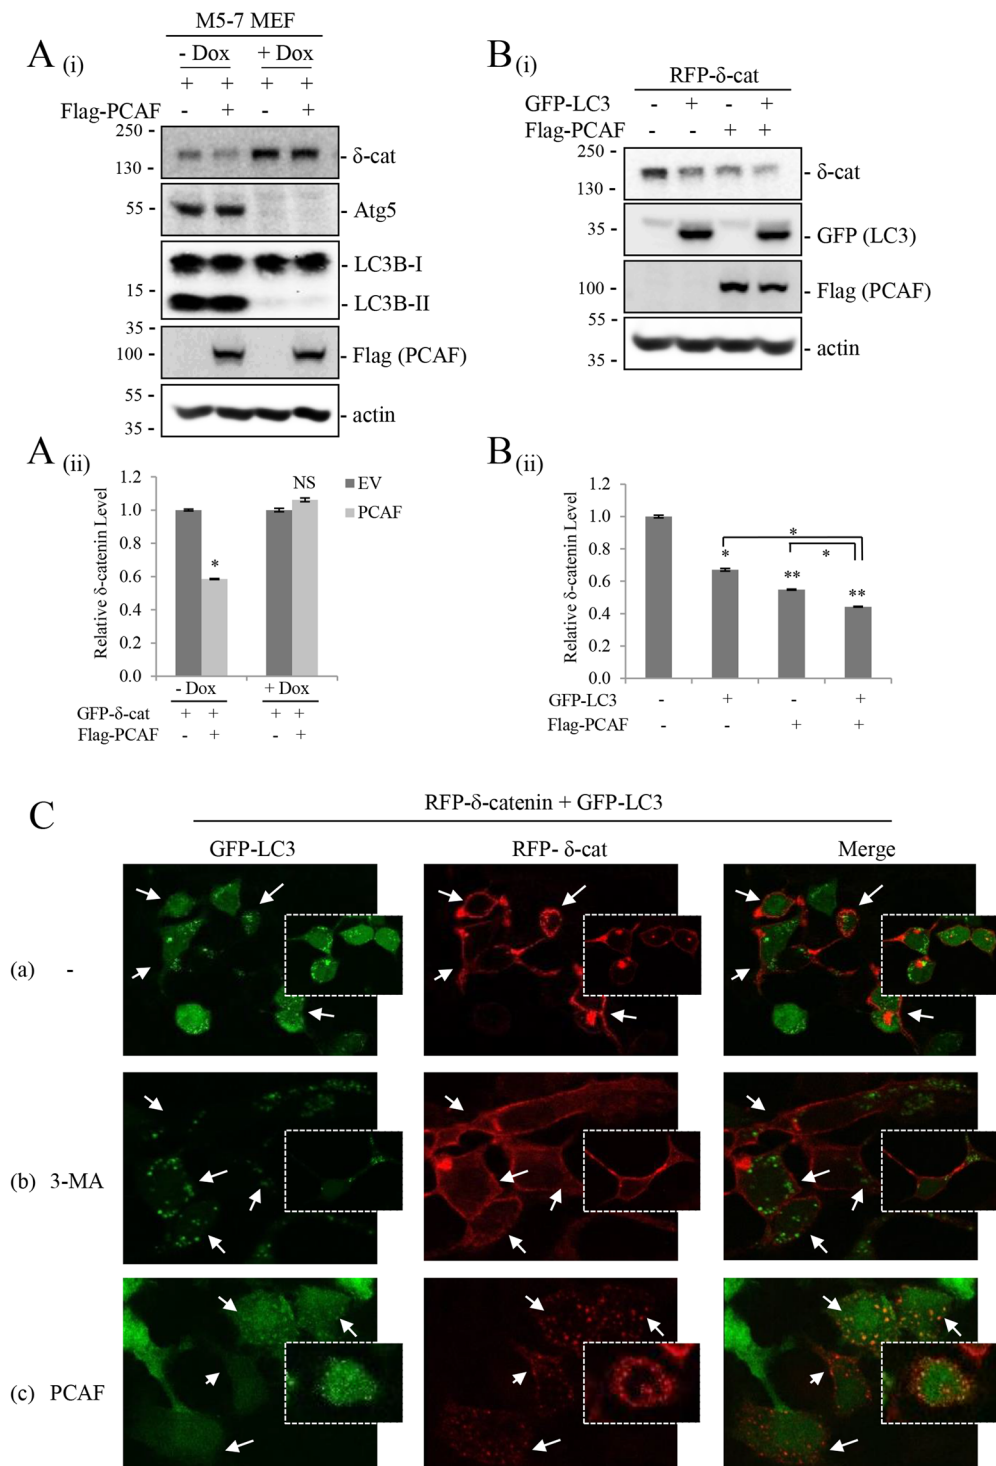 M5-7 MEF
A (i)
- Dox + Dox
+ + + +
Flag-PCAF - + - +
250 -
130 -
- δ-cat
55 -
- Atg5
- LC3B-I
15 -
- LC3B-II
35 -
100 -
- Flag (PCAF)
55 -
35 -
- actin
B (i)
RFP-δ-cat
GFP-LC3 - + - +
Flag-PCAF - - + +
250 -
130 -
- δ-cat
35 -
- GFP (LC3)
100 -
- Flag (PCAF)
55 -
35 -
- actin
A (ii)
Relative δ-catenin Level
1.2
1.0
0.8
0.6
0.4
0.2
0.0
*
NS
EV
PCAF
- Dox + Dox
GFP-δ-cat + + + +
Flag-PCAF - + - +
B (ii)
Relative δ-catenin Level
1.2
1.0
0.8
0.6
0.4
0.2
0.0
*
*
* ** **
GFP-LC3 - + - +
Flag-PCAF - - + +
C
RFP-δ-catenin + GFP-LC3
GFP-LC3 RFP- δ-cat Merge
(a) -
(b) 3-MA
(c) PCAF